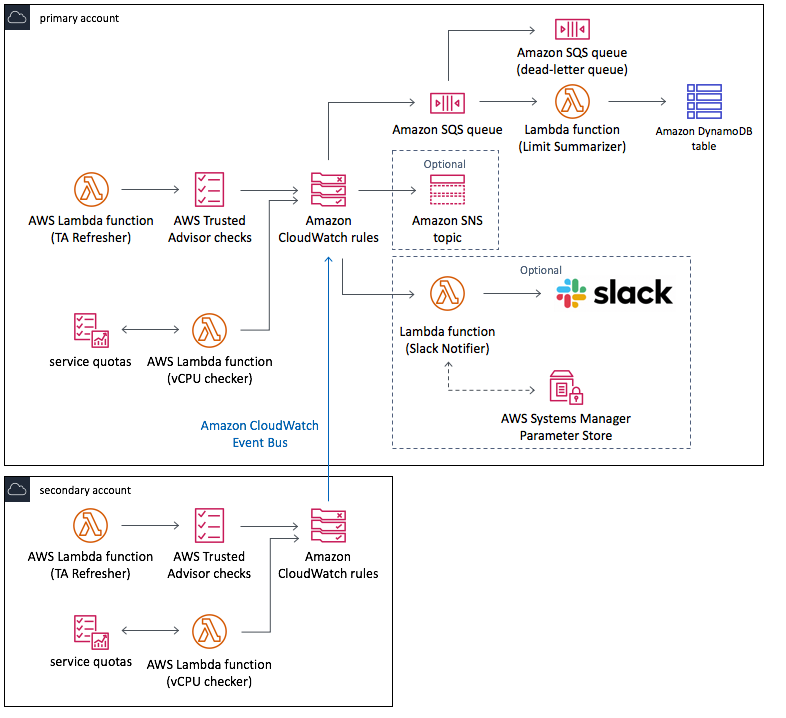 primary account
Amazon SQS queue
(dead-letter queue)
Amazon SQS queue
Lambda function
(Limit Summarizer)
Amazon DynamoDB
table
Optional
AWS Lambda function
(TA Refresher)
AWS Trusted
Advisor checks
Amazon
CloudWatch rules
Amazon SNS
topic
Optional
slack
Lambda function
(Slack Notifier)
service quotas
AWS Lambda function
(vCPU checker)
AWS Systems Manager
Parameter Store
Amazon CloudWatch
Event Bus
secondary account
AWS Lambda function
(TA Refresher)
AWS Trusted
Advisor checks
Amazon
CloudWatch rules
service quotas
AWS Lambda function
(vCPU checker)